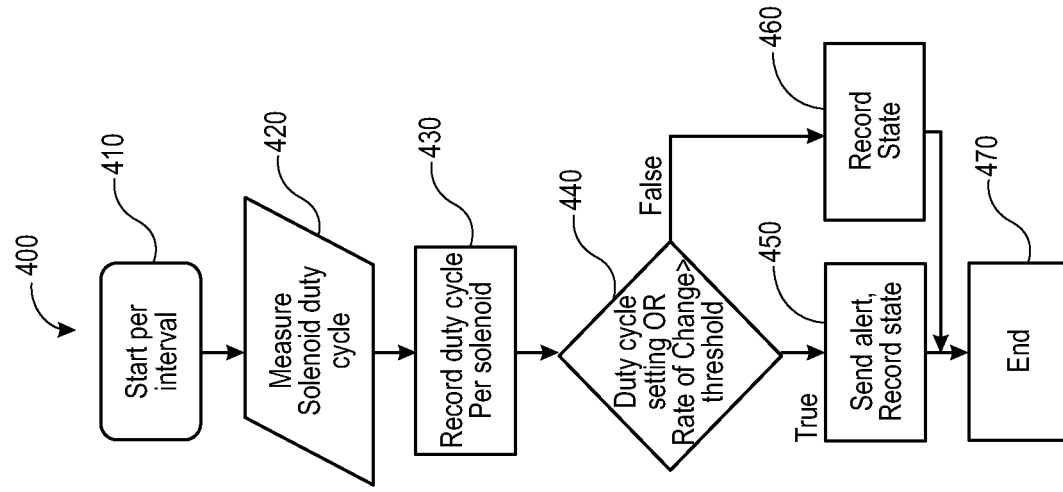 400
410
Start per
interval
420
Measure
Solenoid duty
cycle
430
Record duty cycle
Per solenoid
440
Duty cycle
setting OR
Rate of Change>
threshold
False
True
450
Send alert,
Record state
460
Record
State
470
End